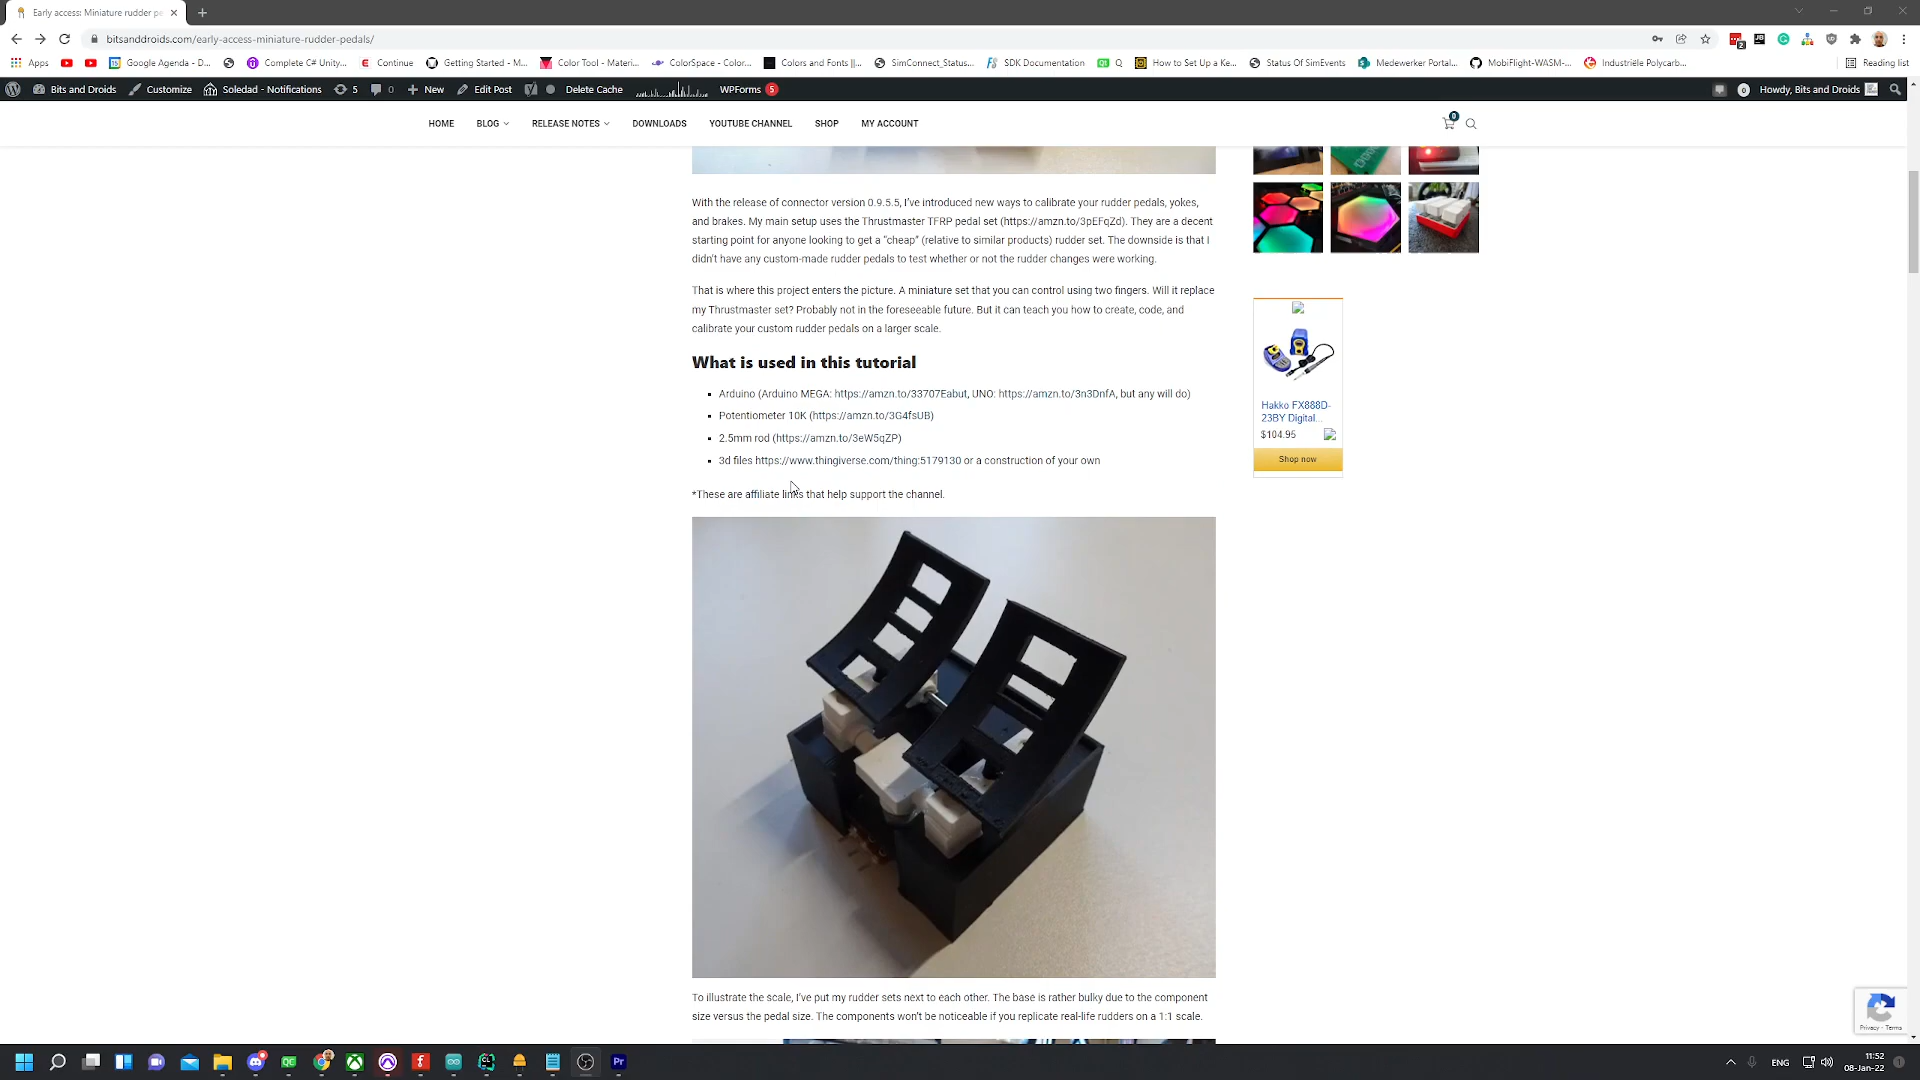 Early access: Miniature rudder pe
bitsanddroids.com/early-access-miniature-rudder-pedals/
Apps
Google Agenda - D...
Complete C# Unity...
Continue
Getting Started - M...
Color Tool - Materi...
ColorSpace - Color...
Colors and Fonts ||...
SimConnect_Status...
SDK Documentation
Q
How to Set Up a Ke...
Status Of SimEvents
Medewerker Portal...
MobiFlight-WASM-...
Industriële Polycarb...
Reading list
Bits and Droids
Customize
Soledad - Notifications
5
0
New
Edit Post
Delete Cache
WPForms 5
0
Howdy, Bits and Droids
HOME
BLOG
RELEASE NOTES
DOWNLOADS
YOUTUBE CHANNEL
SHOP
MY ACCOUNT
0
With the release of connector version 0.9.5.5, I've introduced new ways to calibrate your rudder pedals, yokes,
and brakes. My main setup uses the Thrustmaster TFRP pedal set (https://amzn.to/3pEFqZd). They are a decent
starting point for anyone looking to get a "cheap" (relative to similar products) rudder set. The downside is that I
didn't have any custom-made rudder pedals to test whether or not the rudder changes were working.
That is where this project enters the picture. A miniature set that you can control using two fingers. Will it replace
my Thrustmaster set? Probably not in the foreseeable future. But it can teach you how to create, code, and
calibrate your custom rudder pedals on a larger scale.
What is used in this tutorial
Arduino (Arduino MEGA: https://amzn.to/33707Eabut, UNO: https://amzn.to/3n3DnfA, but any will do)
Potentiometer 10K (https://amzn.to/3G4fsUB)
2.5mm rod (https://amzn.to/3eW5qZP)
3d files https://www.thingiverse.com/thing:5179130 or a construction of your own
*These are affiliate links that help support the channel.
Hakko FX888D-
23BY Digital...
$104.95
Shop now
To illustrate the scale, I've put my rudder sets next to each other. The base is rather bulky due to the component
size versus the pedal size. The components won't be noticeable if you replicate real-life rudders on a 1:1 scale.
Privacy - Terms
ENG
11:52
08-Jan-22